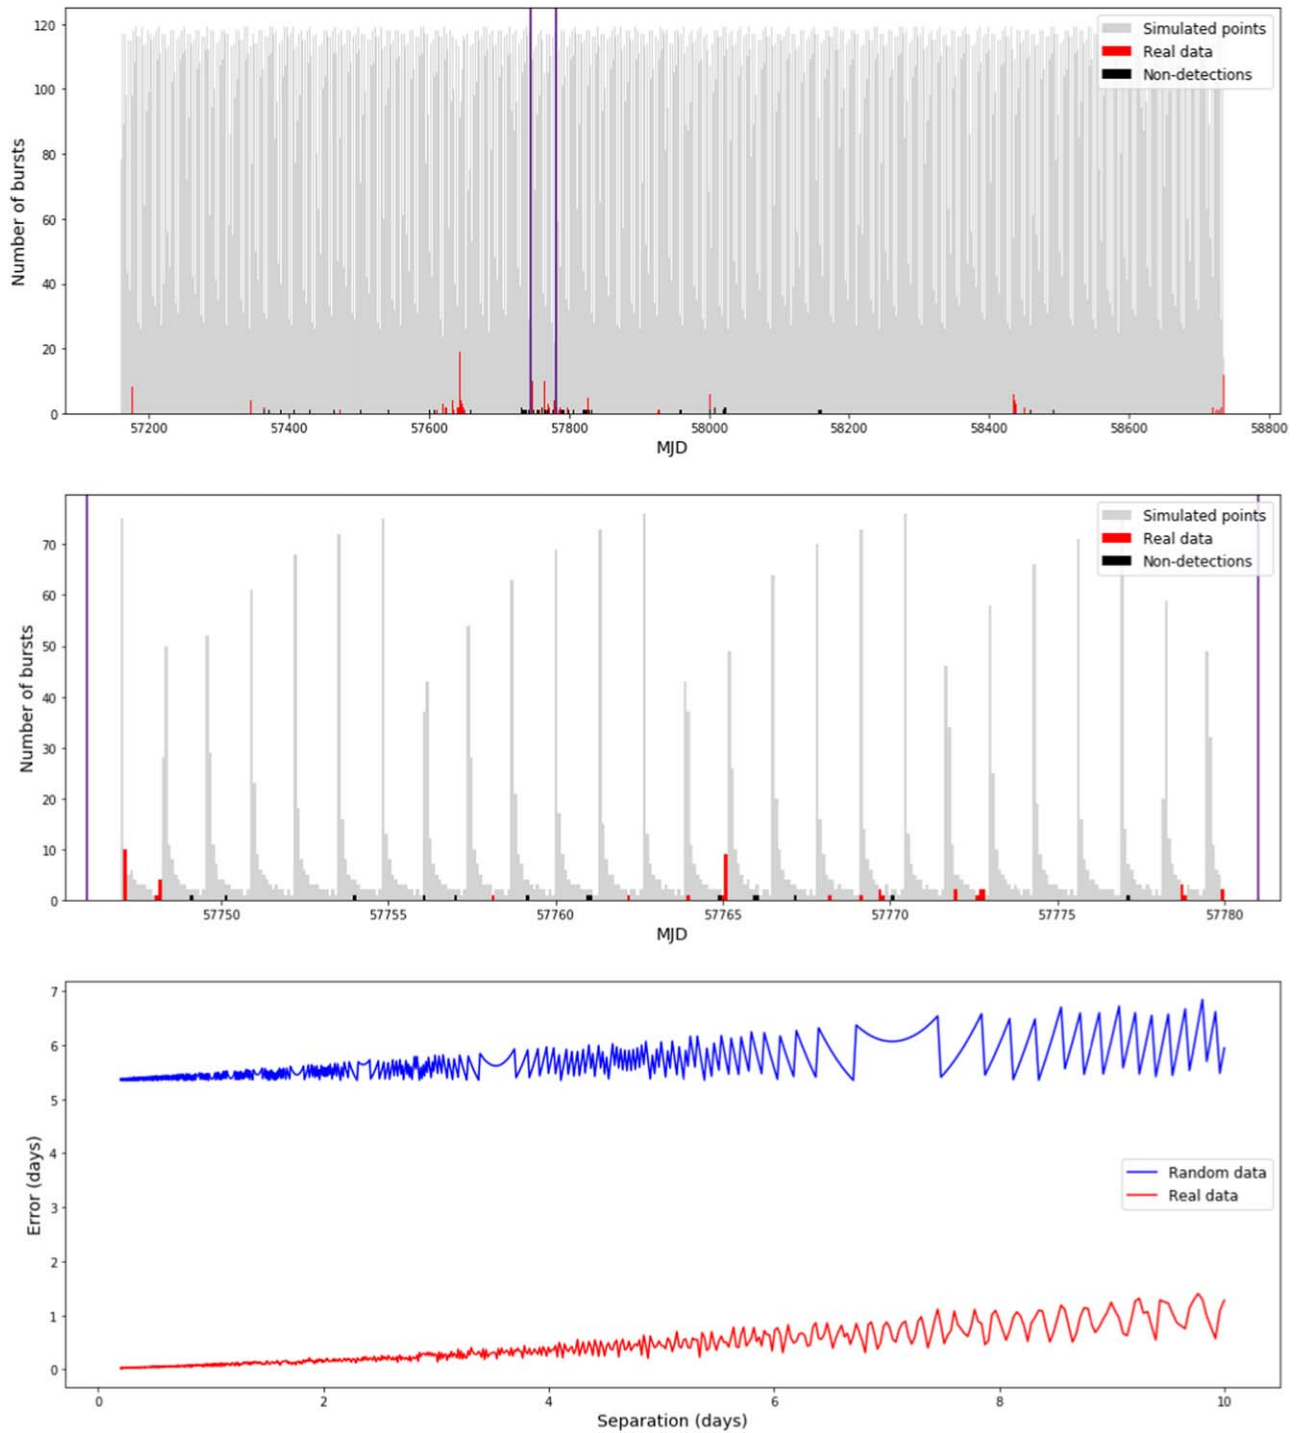 120
100
80
60
40
20
0
Number of bursts
Simulated points
Real data
Non-detections
57200 57400 57600 57800 58000 58200 58400 58600 58800
MJD
70
60
50
40
30
20
10
0
Number of bursts
Simulated points
Real data
Non-detections
57750 57755 57760 57765 57770 57775 57780
MJD
7
6
5
4
3
2
1
0
Error (days)
Random data
Real data
0 2 4 6 8 10
Separation (days)